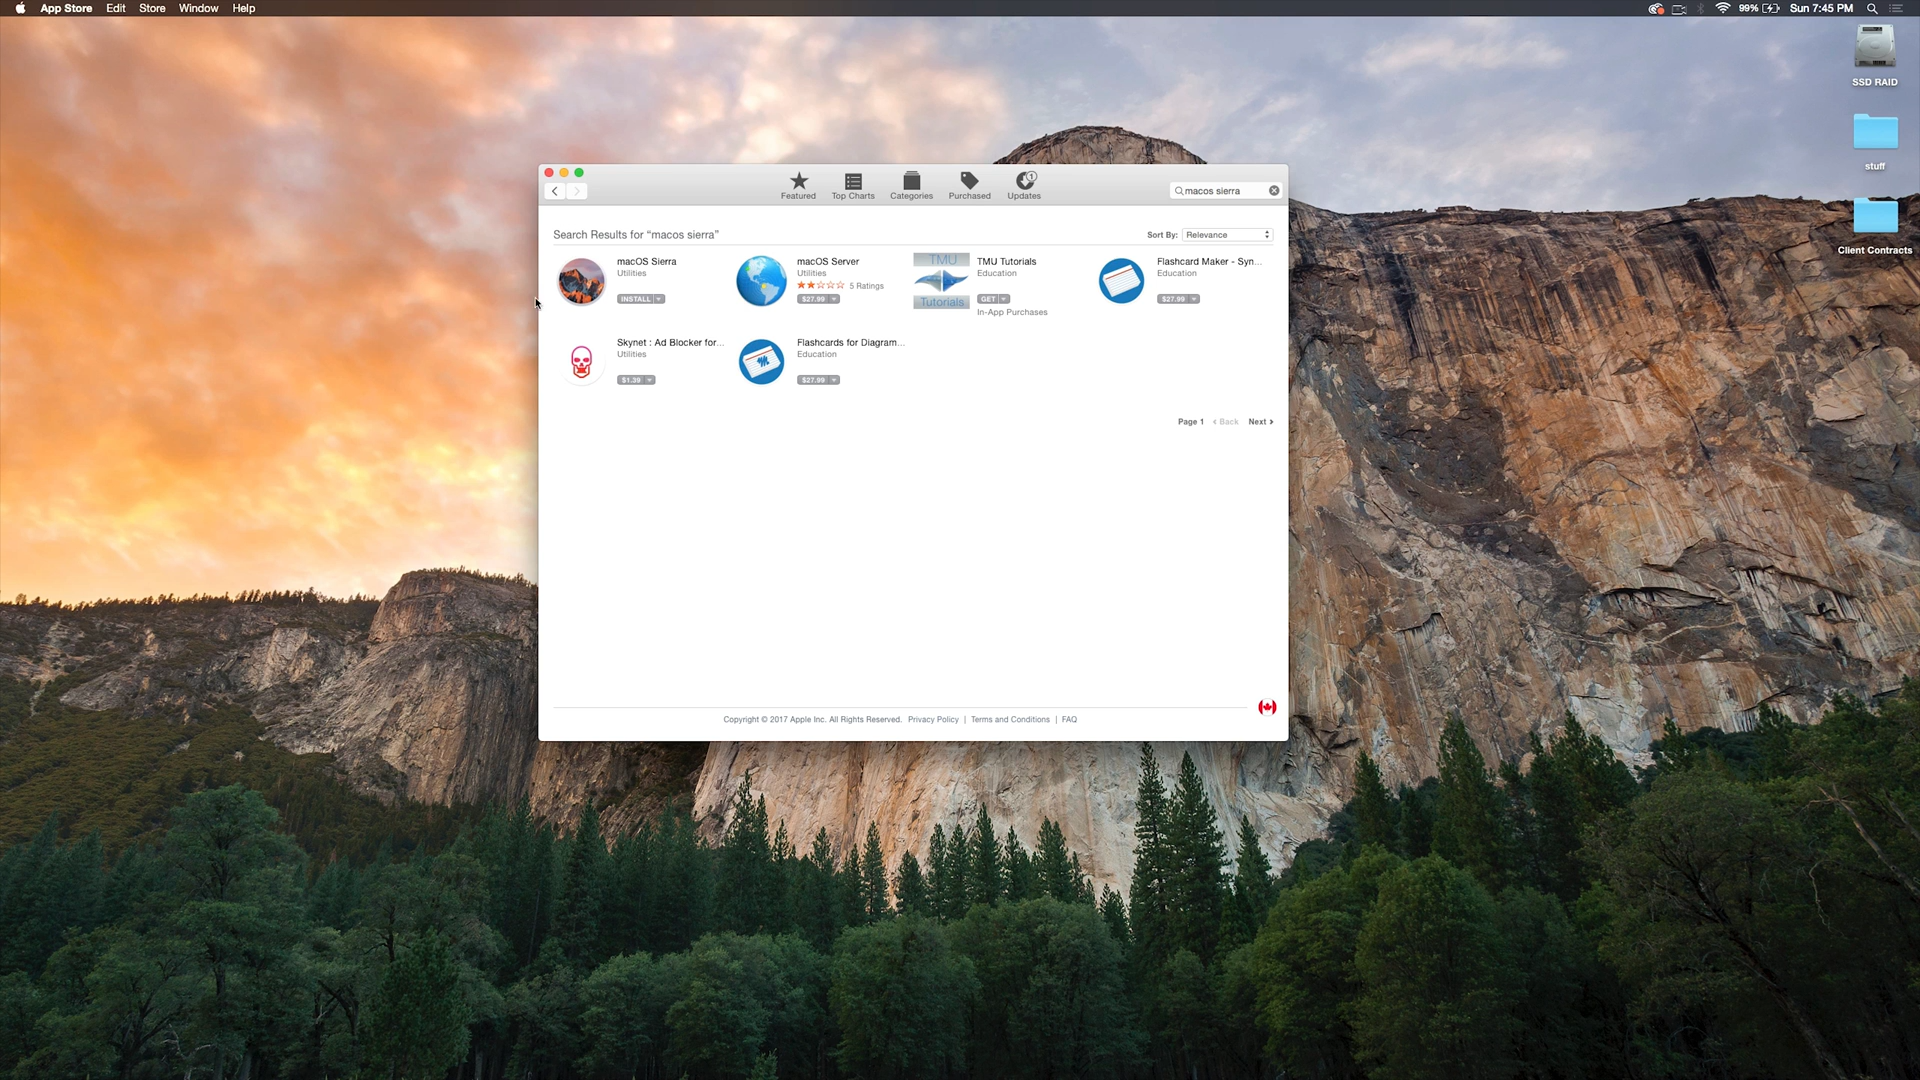 App Store Edit Store Window Help
99% Sun 7:45 PM
SSD RAID
stuff
Client Contracts
Featured Top Charts Categories Purchased Updates
1
macos sierra
Search Results for “macos sierra”
Sort By: Relevance
macOS Sierra
Utilities
INSTALL
macOS Server
Utilities
5 Ratings
$27.99
TMU
Tutorials
TMU Tutorials
Education
GET
In-App Purchases
Flashcard Maker - Syn...
Education
$27.99
Skynet : Ad Blocker for...
Utilities
$1.39
Flashcards for Diagram...
Education
$27.99
Page 1 Back Next
Copyright © 2017 Apple Inc. All Rights Reserved. Privacy Policy | Terms and Conditions | FAQ